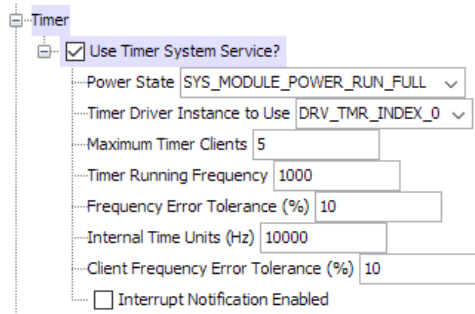 Timer
Use Timer System Service?
Power State SYS_MODULE_POWER_RUN_FULL
Timer Driver Instance to Use DRV_TMR_INDEX_0
Maximum Timer Clients 5
Timer Running Frequency 1000
Frequency Error Tolerance (%) 10
Internal Time Units (Hz) 10000
Client Frequency Error Tolerance (%) 10
Interrupt Notification Enabled